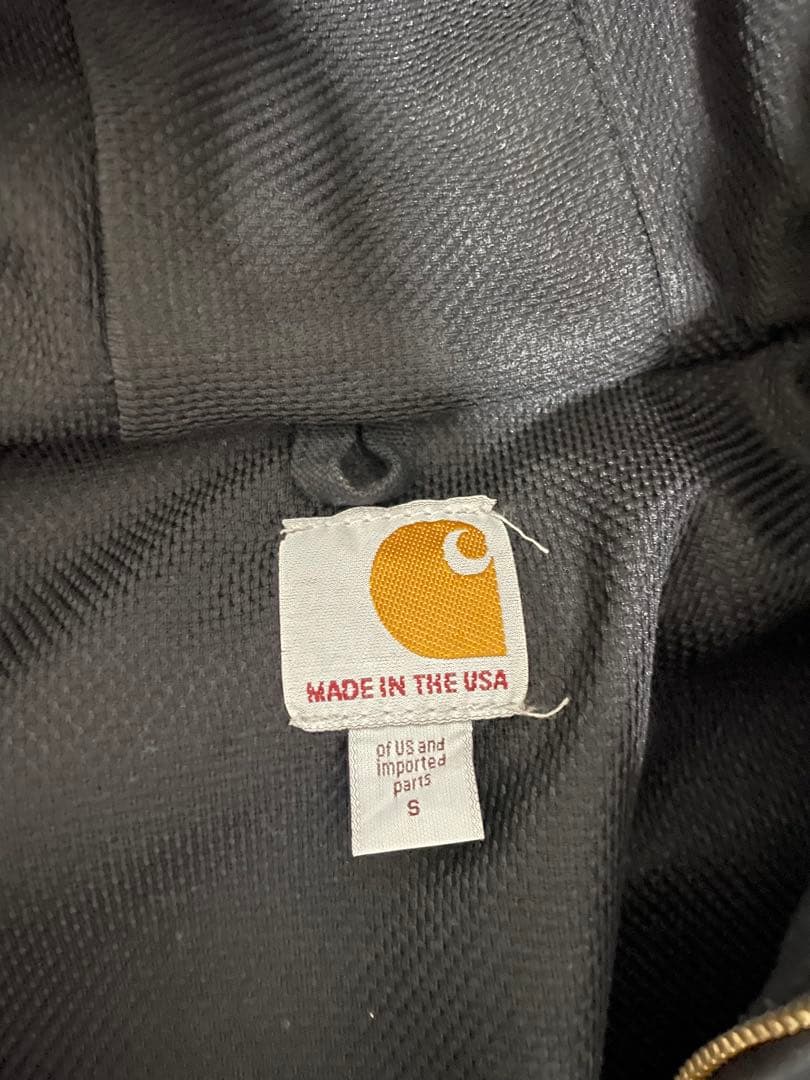 MADE IN THE USA
of US and
imported
parts
S